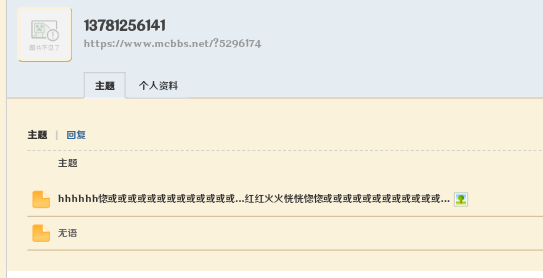 13781256141
https://www.mcbbs.net/?5296174
图片不见了
主题 个人资料
主题 | 回复
主题
hhhhhh惚或或或或或或或或或或或或或...红红火火恍恍惚惚或或或或或或或或或或或或...
无语